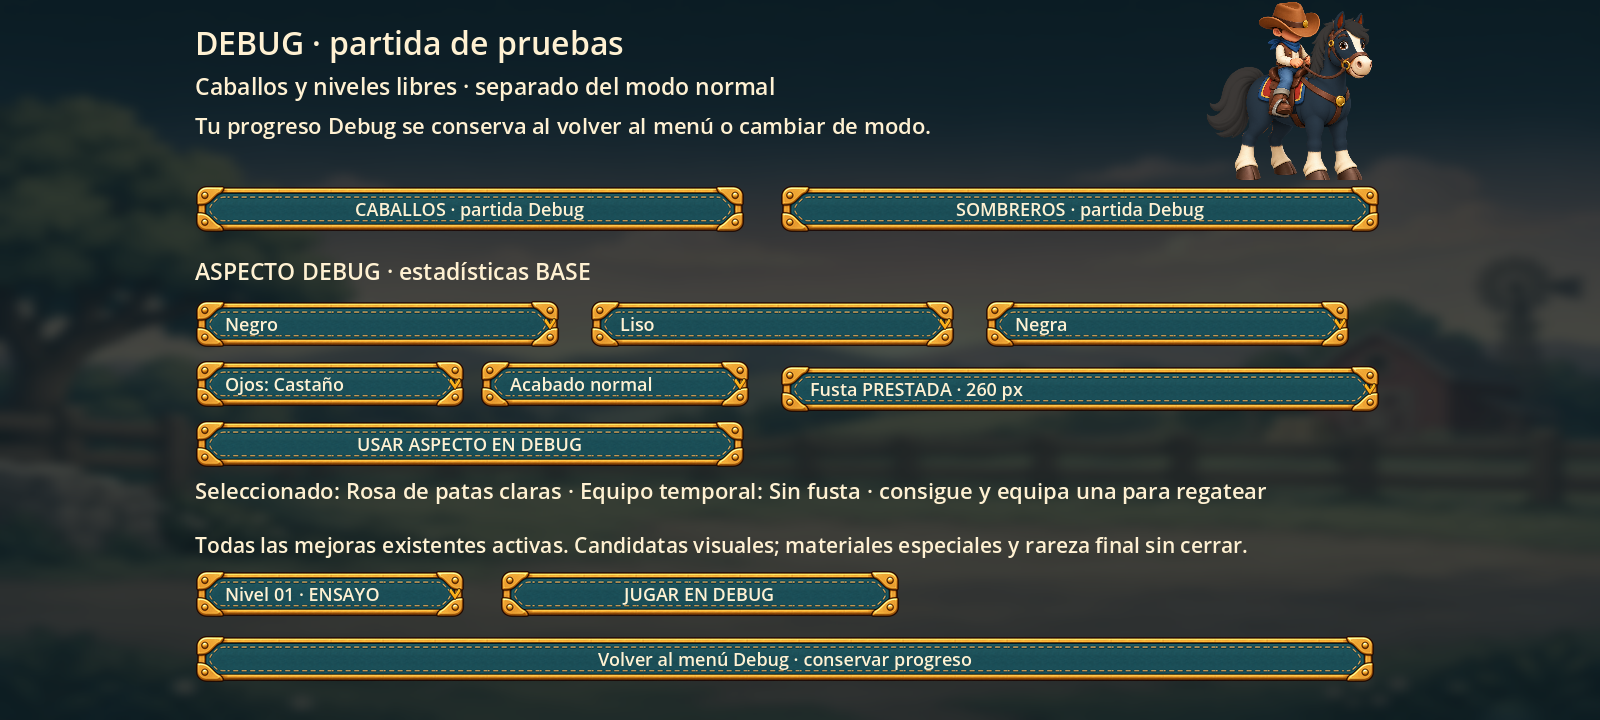 DEBUG · partida de pruebas
Caballos y niveles libres · separado del modo normal
Tu progreso Debug se conserva al volver al menú o cambiar de modo.
CABALLOS · partida Debug
SOMBREROS · partida Debug
ASPECTO DEBUG · estadísticas BASE
Negro
Liso
Negra
Ojos: Castaño
Acabado normal
Fusta PRESTADA · 260 px
USAR ASPECTO EN DEBUG
Seleccionado: Rosa de patas claras · Equipo temporal: Sin fusta · consigue y equipa una para regatear
Todas las mejoras existentes activas. Candidatas visuales; materiales especiales y rareza final sin cerrar.
Nivel 01 · ENSAYO
JUGAR EN DEBUG
Volver al menú Debug · conservar progreso